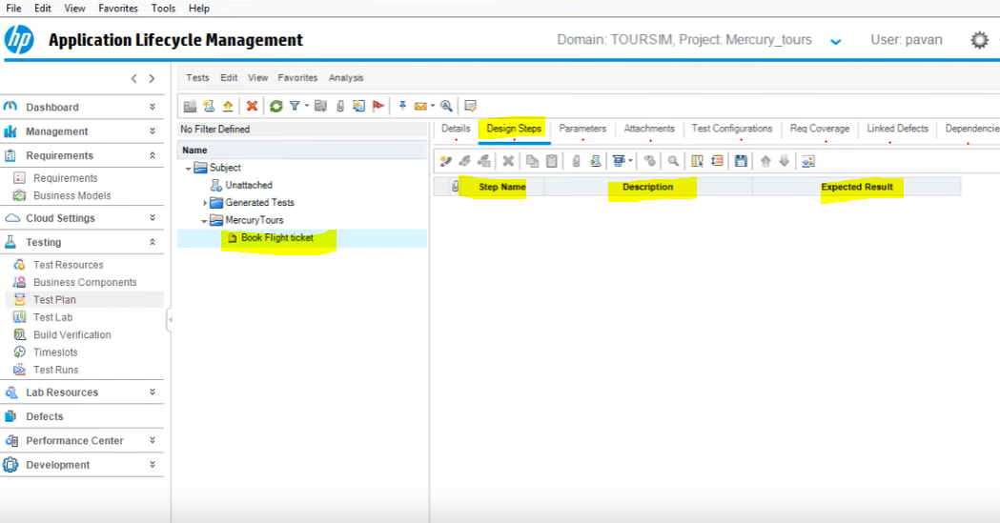 File Edit View Favorites Tools Help
hp Application Lifecycle Management Domain: TOURSIM, Project: Mercury_tours User: pavan
Tests Edit View Favorites Analysis
No Filter Defined
Name
Subject
Unattached
Generated Tests
MercuryTours
Book Flight ticket
Dashboard
Management
Requirements
Requirements
Business Models
Cloud Settings
Testing
Test Resources
Business Components
Test Plan
Test Lab
Build Verification
Timeslots
Test Runs
Lab Resources
Defects
Performance Center
Development
Details Design Steps Parameters Attachments Test Configurations Req Coverage Linked Defects Dependencie
Step Name Description Expected Result